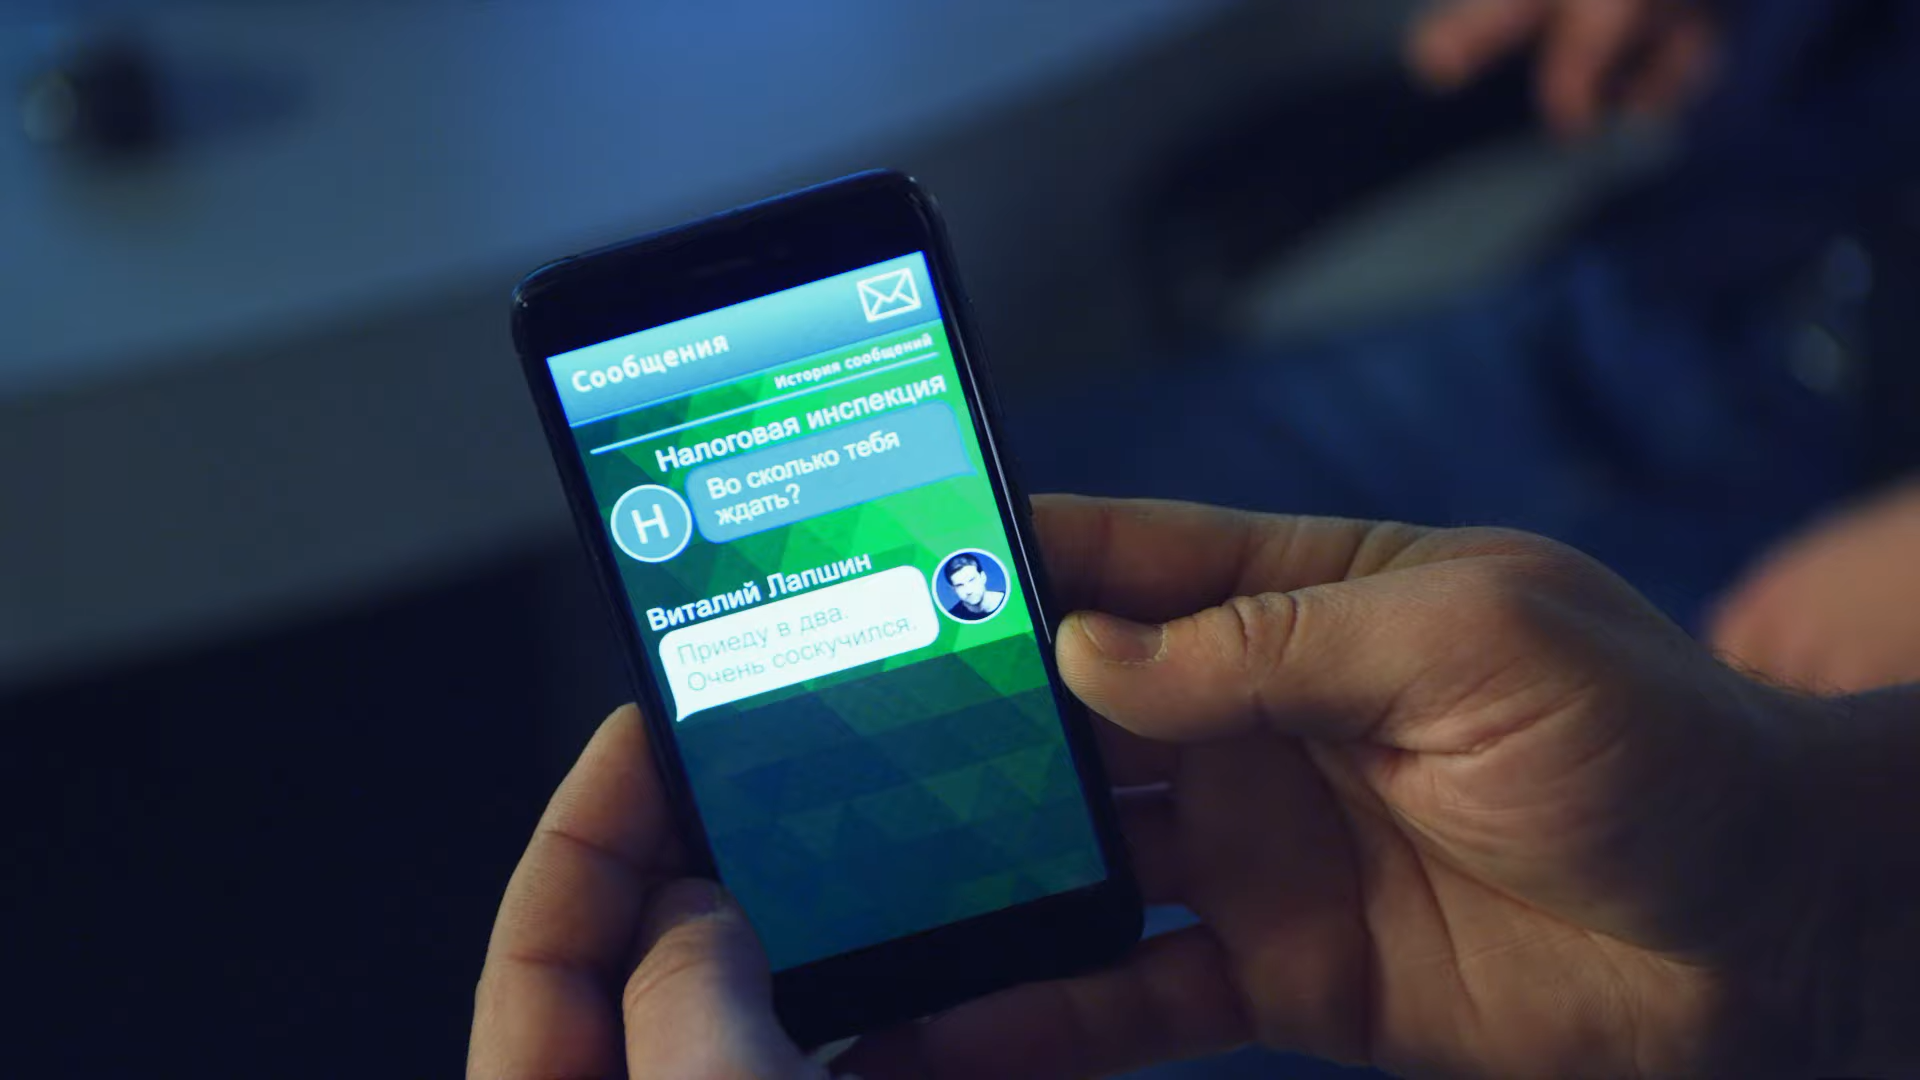 Сообщения
История сообщений
Налоговая инспекция
Н
Во сколько тебя
ждать?
Виталий Лапшин
Приеду в два.
Очень соскучился.